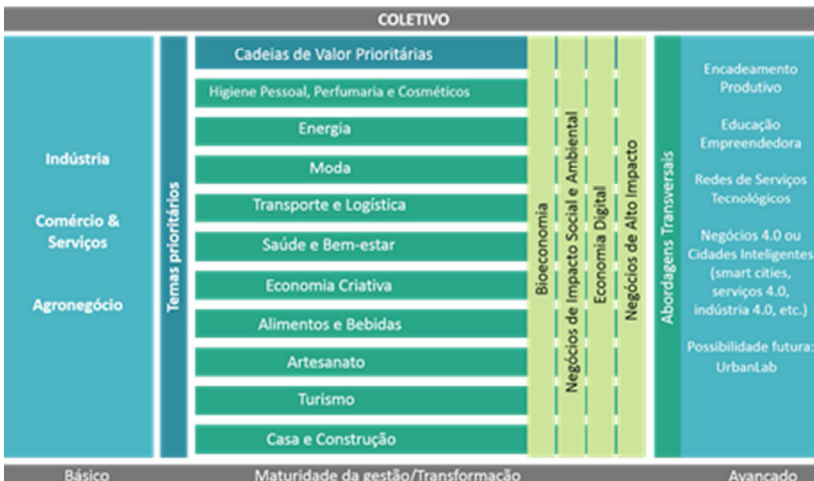 COLETIVO
Indústria
Comércio &
Serviços
Agronegócio
Temas prioritários
Cadeias de Valor Prioritárias
Higiene Pessoal, Perfumaria e Cosméticos
Energia
Moda
Transporte e Logística
Saúde e Bem-estar
Economia Criativa
Alimentos e Bebidas
Artesanato
Turismo
Casa e Construção
Bioeconomia
Negócios de Impacto Social e Ambiental
Economia Digital
Negócios de Alto Impacto
Abordagens Transversais
Encadeamento
Produtivo
Educação
Empreendedora
Redes de Serviços
Tecnológicos
Negócios 4.0 ou
Cidades Inteligentes
(smart cities,
serviços 4.0,
indústria 4.0, etc.)
Possibilidade futura:
UrbanLab
Básico
Maturidade da gestão/Transformação
Avançado